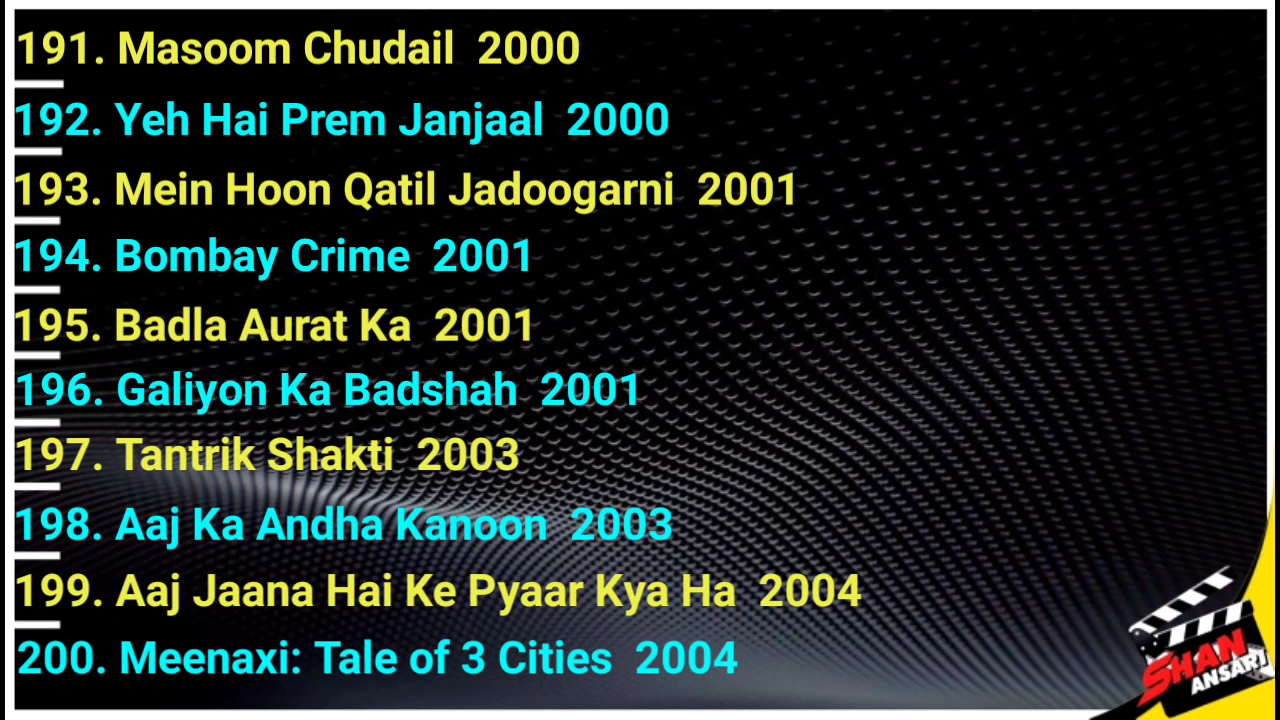 191. Masoom Chudail 2000
192. Yeh Hai Prem Janjaal 2000
193. Mein Hoon Qatil Jadoogarni 2001
194. Bombay Crime 2001
195. Badla Aurat Ka 2001
196. Galiyon Ka Badshah 2001
197. Tantrik Shakti 2003
198. Aaj Ka Andha Kanoon 2003
199. Aaj Jaana Hai Ke Pyaar Kya Ha 2004
200. Meenaxi: Tale of 3 Cities 2004
SHAN
ANSARI